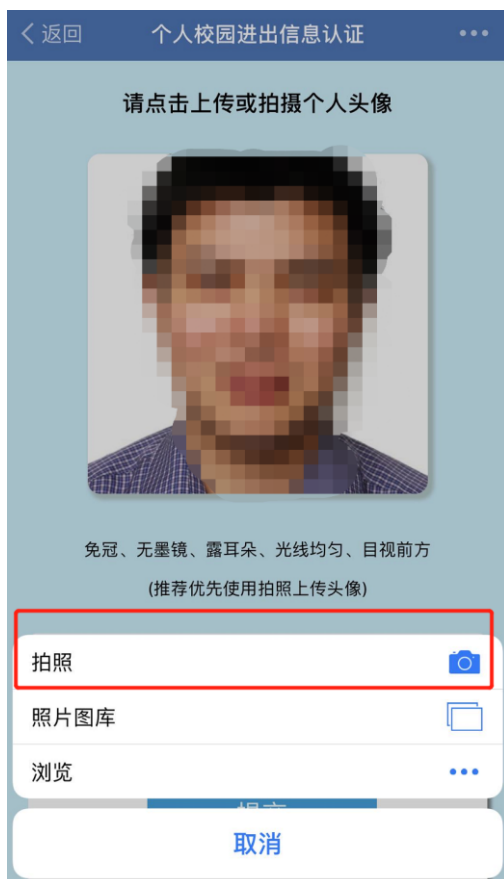 返回
个人校园进出信息认证
请点击上传或拍摄个人头像
免冠、无墨镜、露耳朵、光线均匀、目视前方
(推荐优先使用拍照上传头像)
拍照
照片图库
浏览
取消